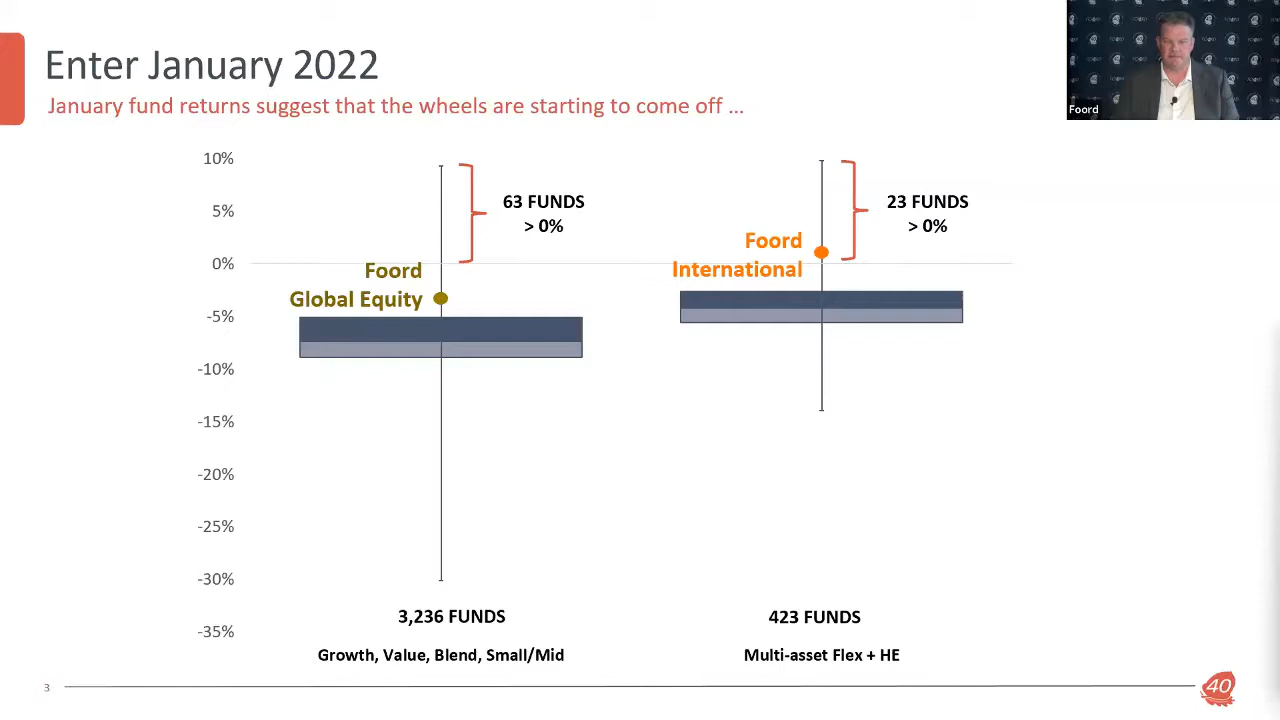 Enter January 2022
January fund returns suggest that the wheels are starting to come off ...
Foord
10%
5%
0%
-5%
-10%
-15%
-20%
-25%
-30%
-35%
63 FUNDS
> 0%
Foord
Global Equity
23 FUNDS
> 0%
Foord
International
3,236 FUNDS
Growth, Value, Blend, Small/Mid
423 FUNDS
Multi-asset Flex + HE
3
40